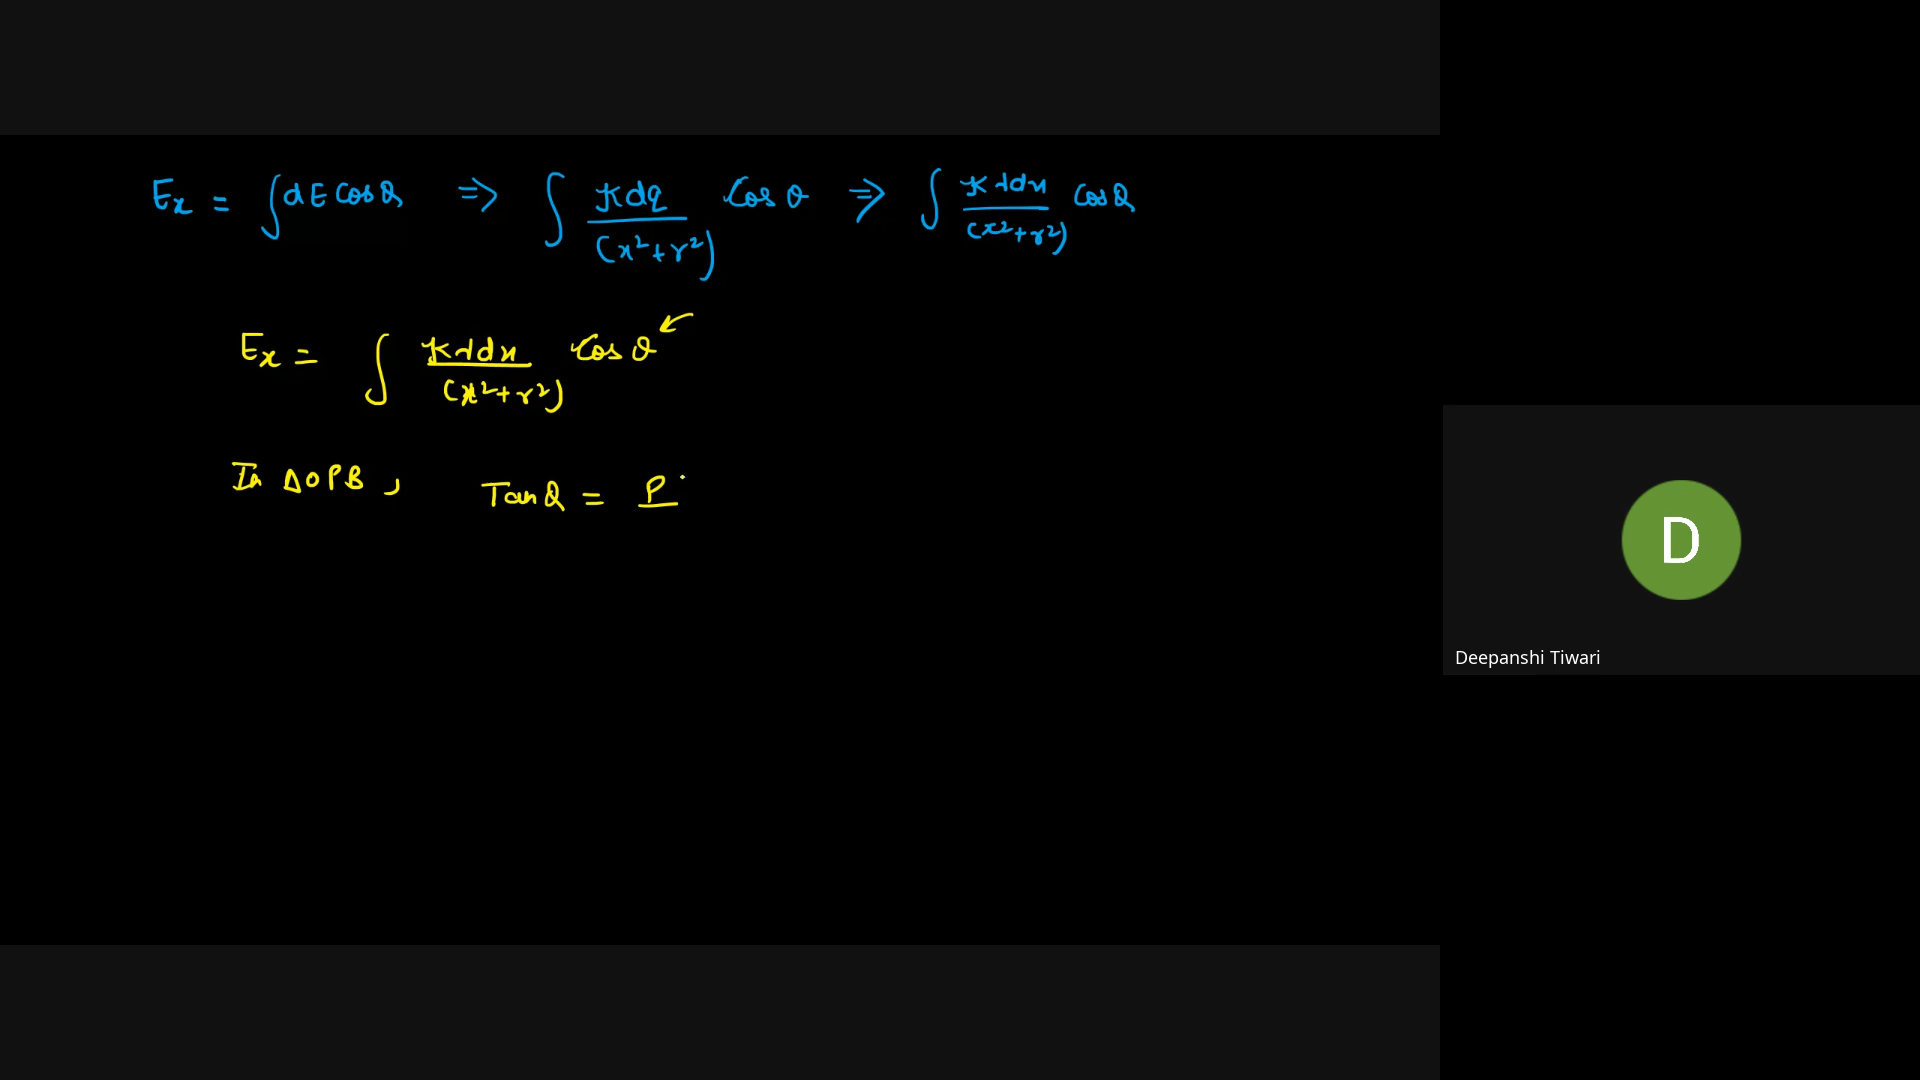 Ex = ∫dE Cosθ => ∫ Kdq/(x²+r²) Cosθ => ∫ Kλdx/(x²+r²) Cosθ
Ex = ∫ Kλdx/(x²+r²) Cosθ
In ΔOPB, Tanθ = P
D
Deepanshi Tiwari